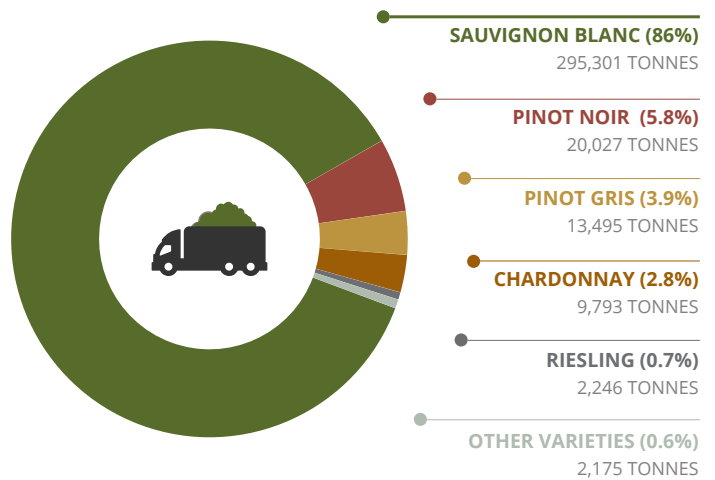 SAUVIGNON BLANC (86%)
295,301 TONNES
PINOT NOIR (5.8%)
20,027 TONNES
PINOT GRIS (3.9%)
13,495 TONNES
CHARDONNAY (2.8%)
9,793 TONNES
RIESLING (0.7%)
2,246 TONNES
OTHER VARIETIES (0.6%)
2,175 TONNES